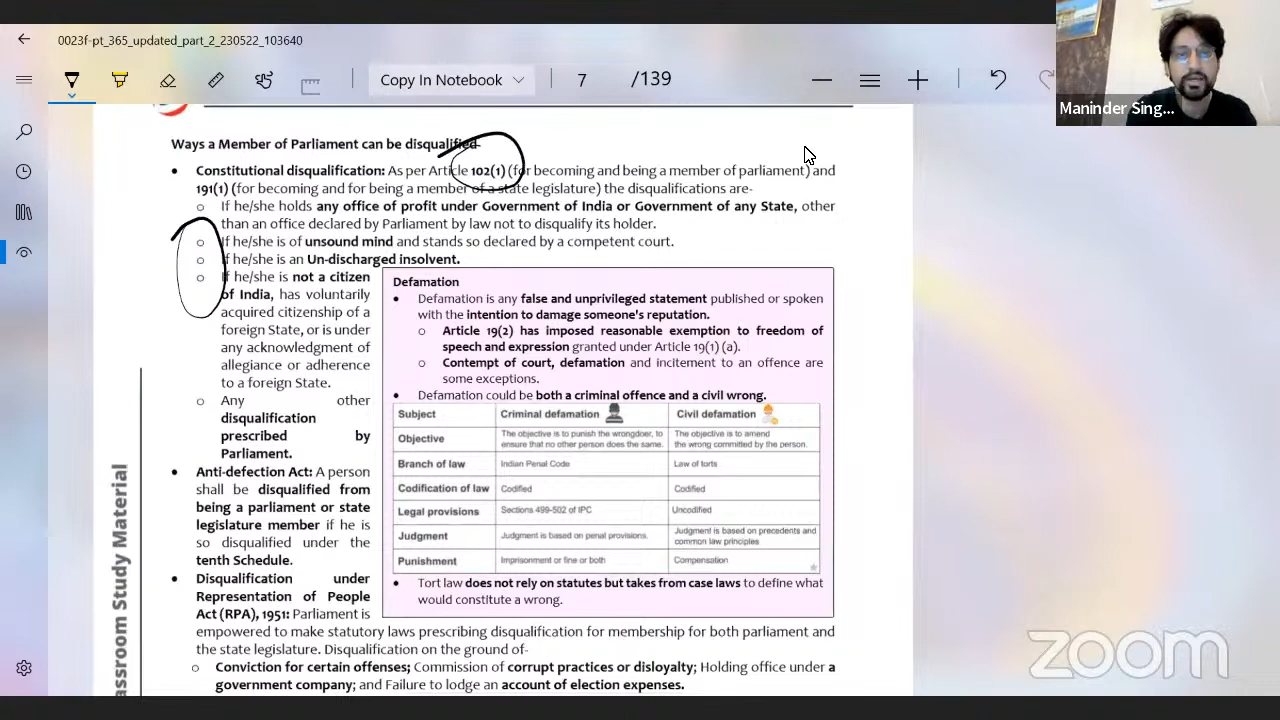 0023f-pt_365_updated_part_2_230522_103640
Copy In Notebook
7
/139
Maninder Sing...
Ways a Member of Parliament can be disqualified-
Constitutional disqualification: As per Article 102(1) (for becoming and being a member of parliament) and
191(1) (for becoming and for being a member of a state legislature) the disqualifications are-
If he/she holds any office of profit under Government of India or Government of any State, other
than an office declared by Parliament by law not to disqualify its holder.
If he/she is of unsound mind and stands so declared by a competent court.
If he/she is an Un-discharged insolvent.
If he/she is not a citizen
of India, has voluntarily
acquired citizenship of a
foreign State, or is under
any acknowledgment of
allegiance or adherence
to a foreign State.
Any other
disqualification
prescribed by
Parliament.
Anti-defection Act: A person
shall be disqualified from
being a parliament or state
legislature member if he is
so disqualified under the
tenth Schedule.
Disqualification under
Representation of People
Act (RPA), 1951: Parliament is
empowered to make statutory laws prescribing disqualification for membership for both parliament and
the state legislature. Disqualification on the ground of-
Conviction for certain offenses; Commission of corrupt practices or disloyalty; Holding office under a
government company; and Failure to lodge an account of election expenses.
Defamation
Defamation is any false and unprivileged statement published or spoken
with the intention to damage someone's reputation.
Article 19(2) has imposed reasonable exemption to freedom of
speech and expression granted under Article 19(1) (a).
Contempt of court, defamation and incitement to an offence are
some exceptions.
Defamation could be both a criminal offence and a civil wrong.
Subject Criminal defamation Civil defamation
Objective The objective is to punish the wrongdoer, to The objective is to amend
ensure that no other person does the same. the wrong committed by the person.
Branch of law Indian Penal Code Law of torts
Codification of law Codified Codified
Legal provisions Sections 499-502 of IPC Uncodified
Judgment Judgment is based on penal provisions. Judgment is based on precedents and
common law principles
Punishment Imprisonment or fine or both Compensation
Tort law does not rely on statutes but takes from case laws to define what
would constitute a wrong.
assroom Study Material
zoom